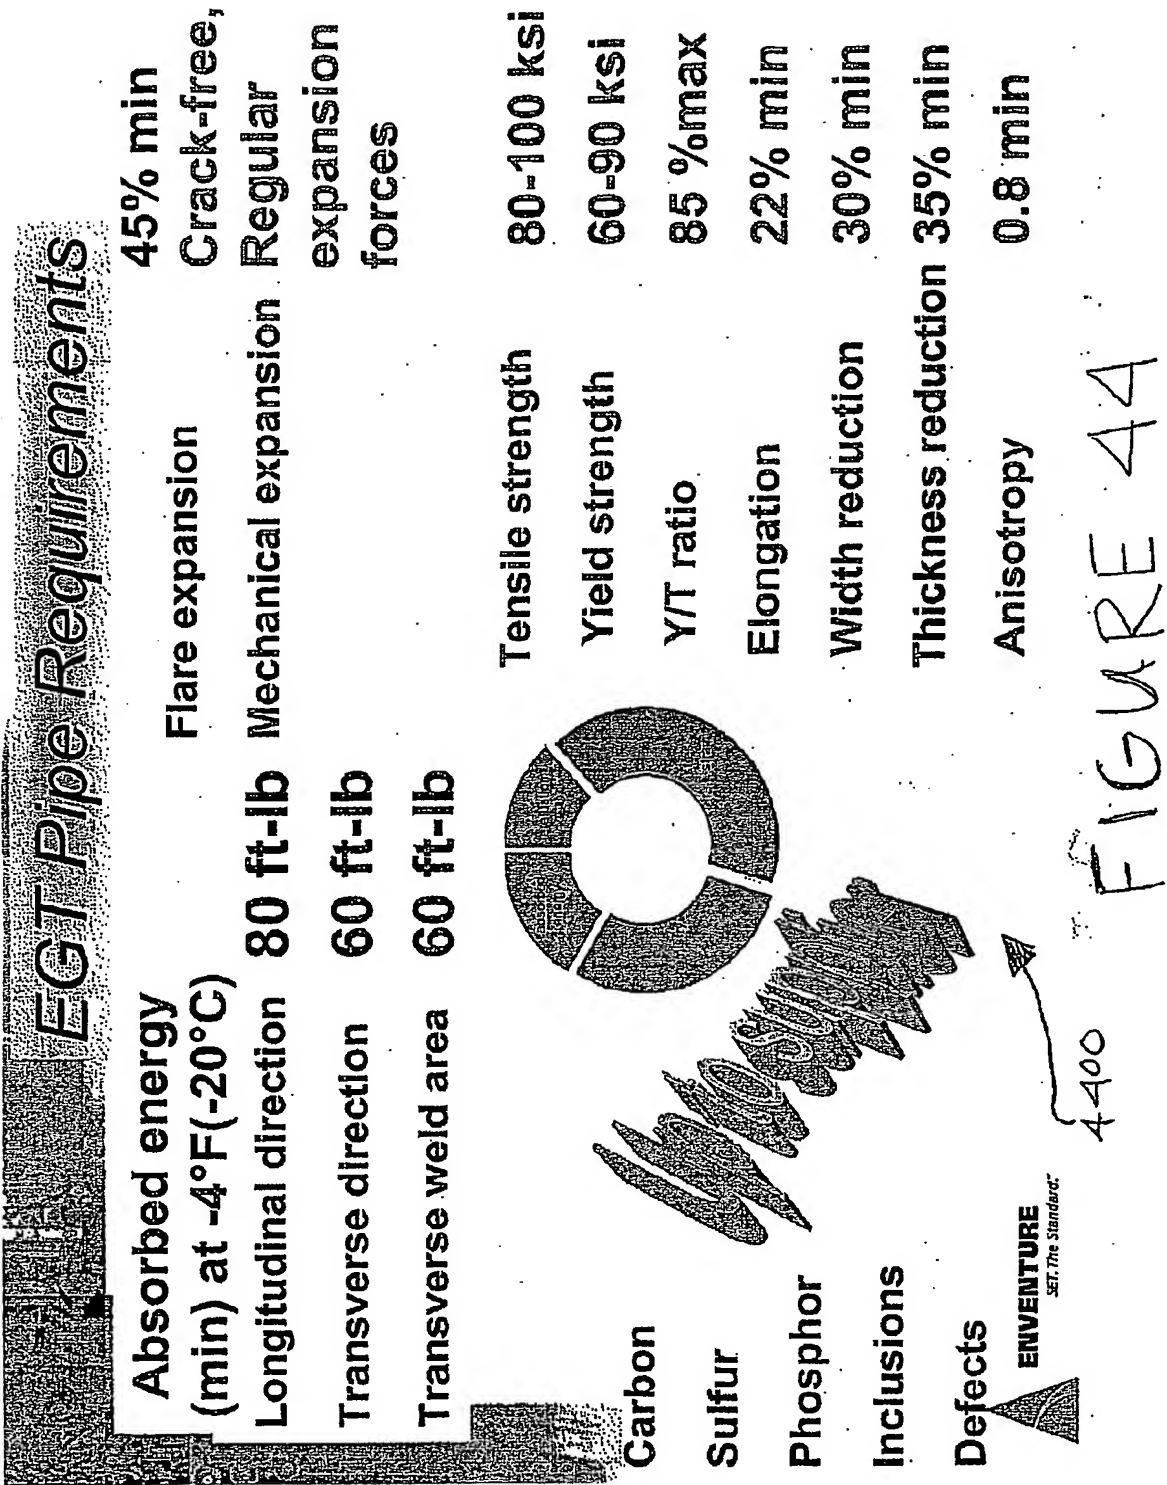 EGT Pipe Requirements
Absorbed energy
(min) at -4°F(-20°C)
Longitudinal direction 80 ft-lb
Transverse direction 60 ft-lb
Transverse weld area 60 ft-lb
Flare expansion 45% min
Mechanical expansion Crack-free,
Regular
expansion
forces
Tensile strength 80-100 ksi
Yield strength 60-90 ksi
Y/T ratio 85 %max
Elongation 22% min
Width reduction 30% min
Thickness reduction 35% min
Anisotropy 0.8 min
Carbon
Sulfur
Phosphor
Inclusions
Defects
ENVENTURE
SET. The Standard.
4400
FIGURE 44